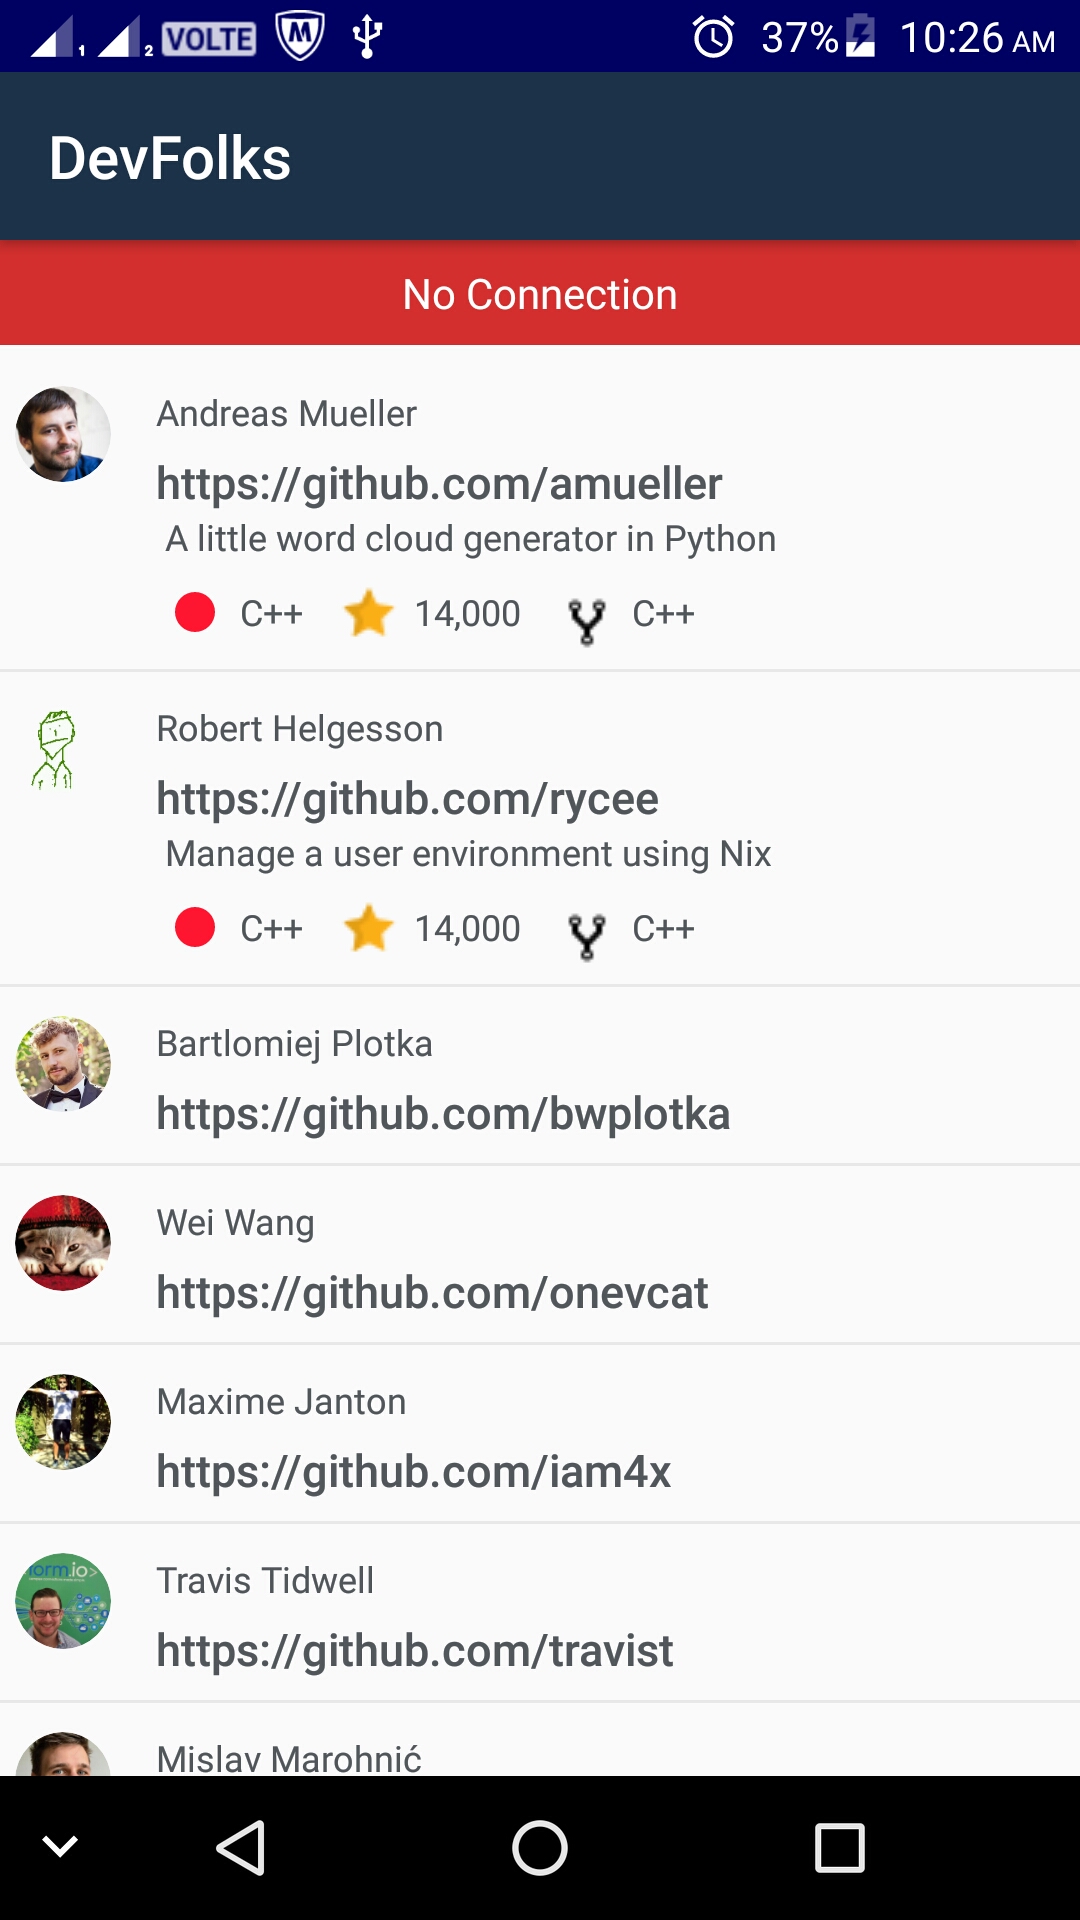 1 2 VOLTE M 37% 10:26 AM
DevFolks
No Connection
Andreas Mueller
https://github.com/amueller
A little word cloud generator in Python
C++ 14,000 C++
Robert Helgesson
https://github.com/rycee
Manage a user environment using Nix
C++ 14,000 C++
Bartlomiej Plotka
https://github.com/bwplotka
Wei Wang
https://github.com/onevcat
Maxime Janton
https://github.com/iam4x
form.io>
Travis Tidwell
https://github.com/travist
Mislav Marohnić